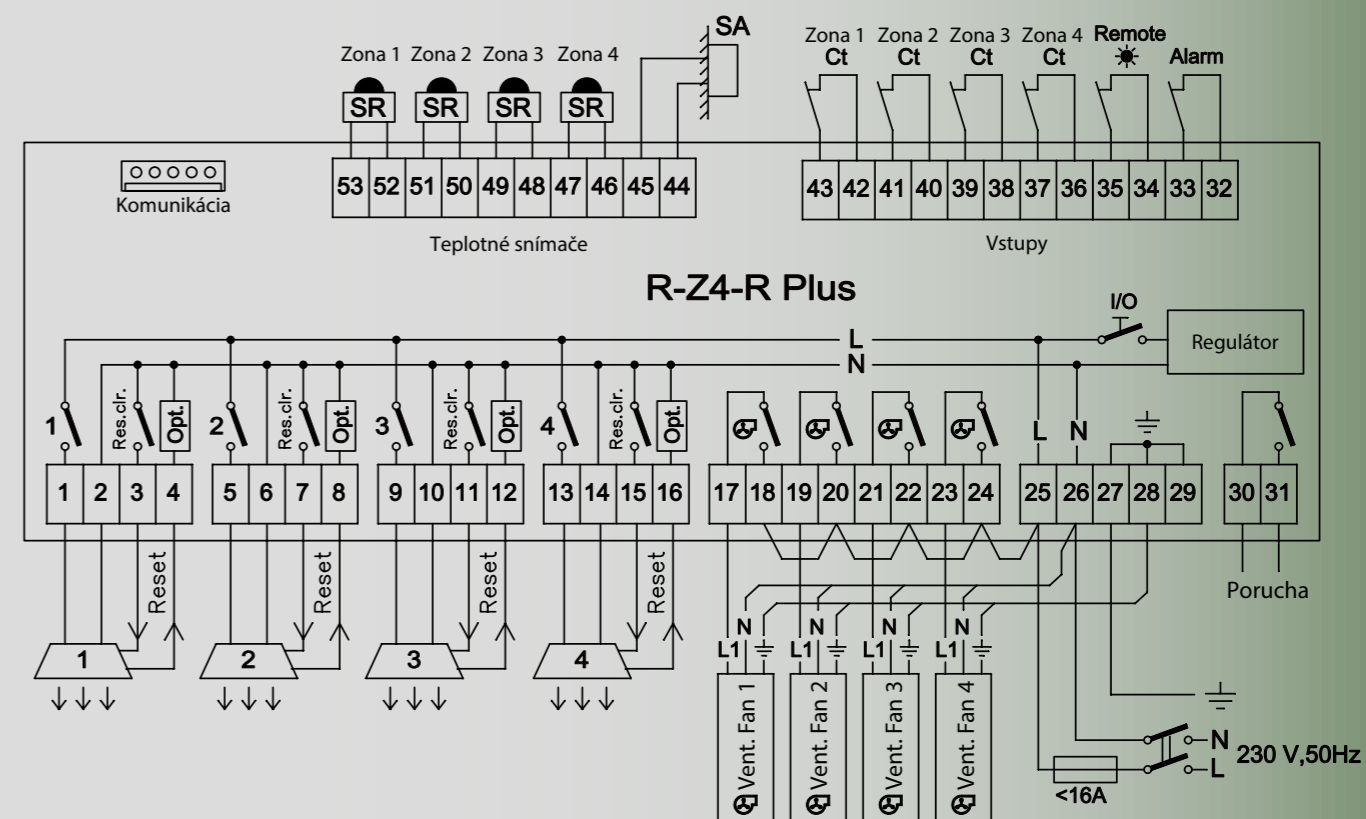 SA
Zona 1 Zona 2 Zona 3 Zona 4
SR SR SR SR
Zona 1 Zona 2 Zona 3 Zona 4 Remote
Ct Ct Ct Ct Alarm
53 52 51 50 49 48 47 46 45 44
43 42 41 40 39 38 37 36 35 34 33 32
Komunikácia
Teplotné snímače
Vstupy
R-Z4-R Plus
I/O
Regulátor
L
N
1 Res.clr. Opt. 2 Res.clr. Opt. 3 Res.clr. Opt. 4 Res.clr. Opt.
L N
1 2 3 4 5 6 7 8 9 10 11 12 13 14 15 16 17 18 19 20 21 22 23 24 25 26 27 28 29 30 31
Reset Reset Reset Reset
Porucha
N N N N
L1 L1 L1 L1
1 2 3 4
Vent. Fan 1 Vent. Fan 2 Vent. Fan 3 Vent. Fan 4
N
L
230 V,50Hz
<16A